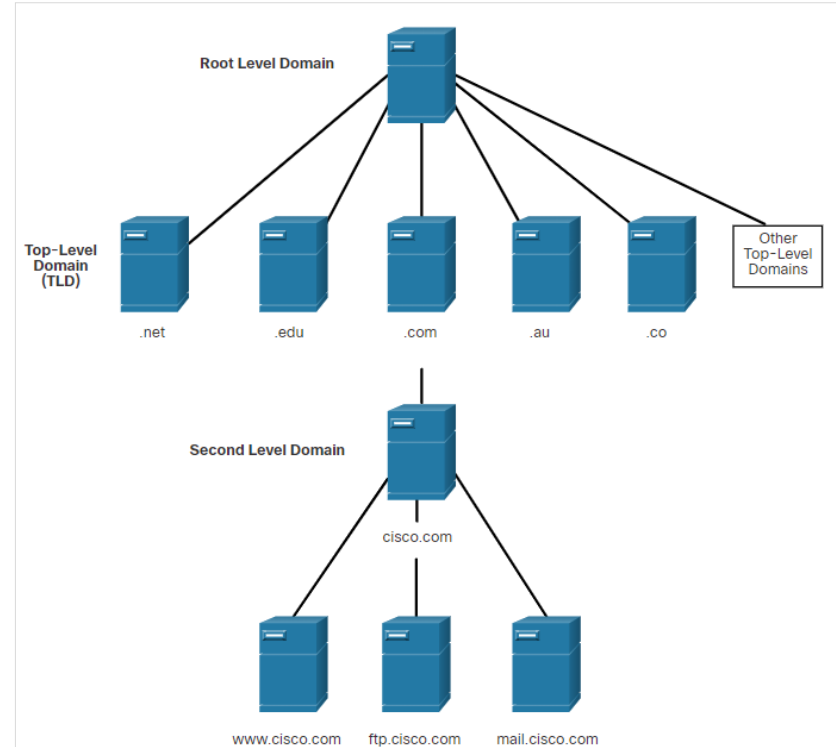 Root Level Domain
Top-Level
Domain
(TLD)
Other
Top-Level
Domains
.net
.edu
.com
.au
.co
Second Level Domain
cisco.com
www.cisco.com
ftp.cisco.com
mail.cisco.com